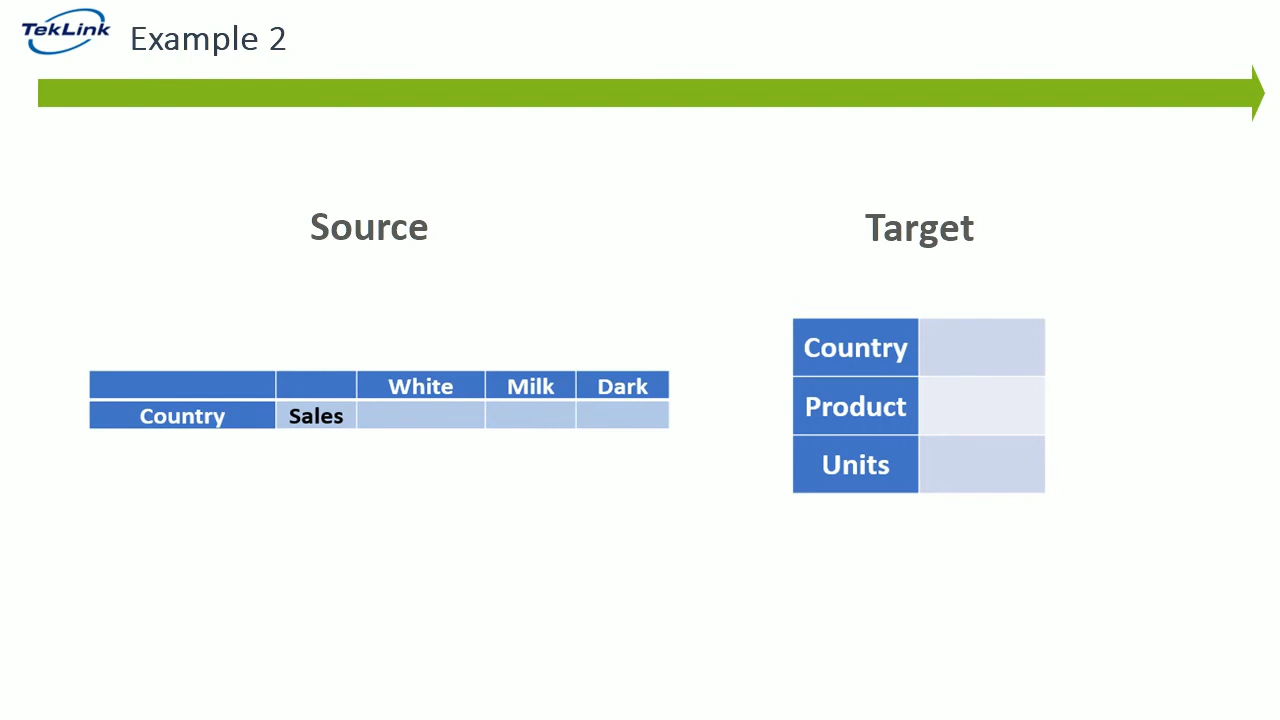 TekLink
Example 2
Source
Target
White Milk Dark
Country Sales
Country
Product
Units